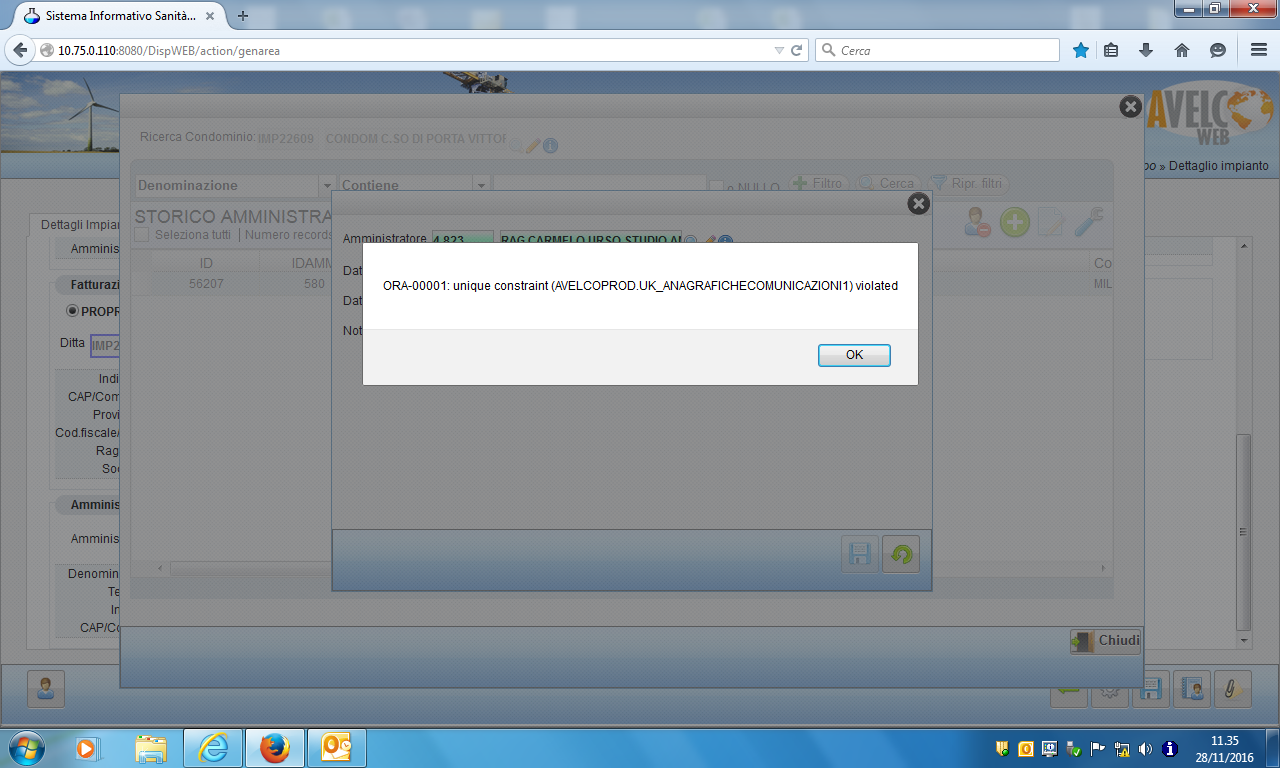 Sistema Informativo Sanità...
10.75.0.110:8080/DispWEB/action/genarea
Cerca
AVELCO
WEB
» Dettaglio impianto
Ricerca Condominio: IMP22609 CONDOM C.SO DI PORTA VITTOR
Denominazione Contiene o NULLO Filtro Cerca Ripr. filtri
Dettagli Impian
STORICO AMMINISTRA
Seleziona tutti | Numero records
Amminis
ID IDAMM Co
56207 580 MIL
Amministratore 4.823 RAG.CARMELO URSO STUDIO AM
Dat
Dat
Not
ORA-00001: unique constraint (AVELCOPROD.UK_ANAGRAFICHECOMUNICAZIONI1) violated
OK
Fatturazi
PROPR
Ditta IMP2
Indi
CAP/Com
Provi
Cod.fiscale/
Rag
Soc
Amminis
Amminis
Denomin
Te
In
CAP/Co
Chiudi
11.35
28/11/2016